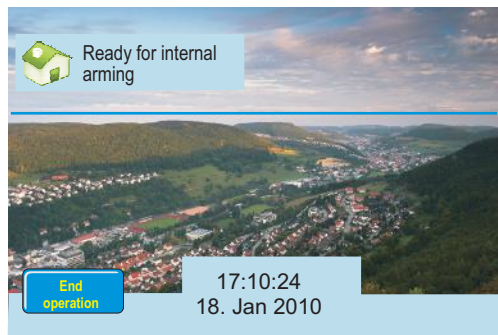 Ready for internal
arming
End
operation
17:10:24
18. Jan 2010